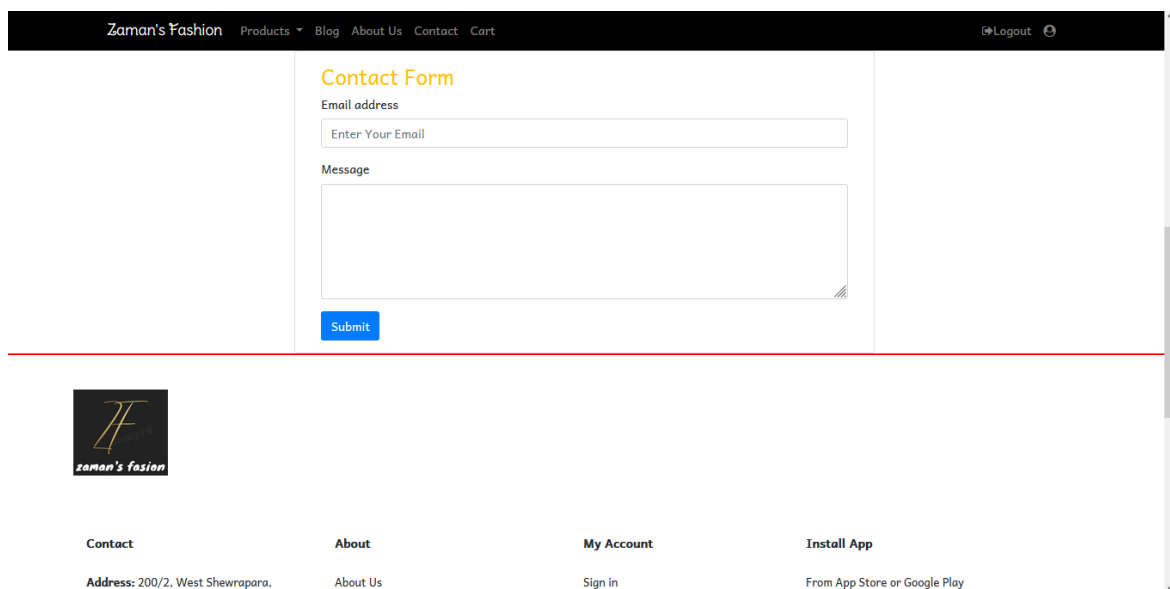 Zaman's Fashion Products Blog About Us Contact Cart Logout
Contact Form
Email address
Enter Your Email
Message
Submit
zaman's fasion
Contact About My Account Install App
Address: 200/2, West Shewrapara, About Us Sign in From App Store or Google Play